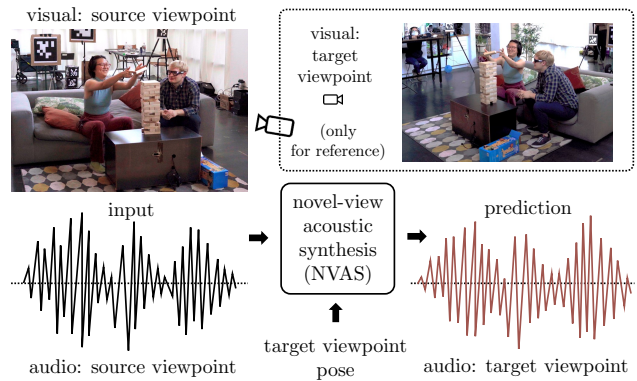 visual: source viewpoint
visual:
target
viewpoint
(only
for reference)
input
novel-view
acoustic
synthesis
(NVAS)
prediction
audio: source viewpoint
target viewpoint
pose
audio: target viewpoint